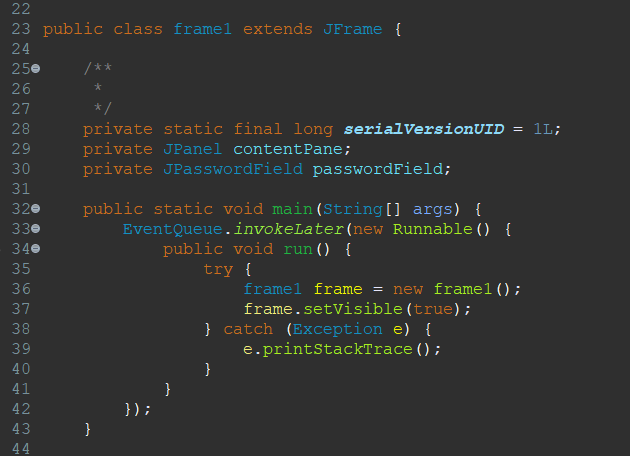 22
23 public class frame1 extends JFrame {
24
25 /**
26 *
27 */
28 private static final long serialVersionUID = 1L;
29 private JPanel contentPane;
30 private JPasswordField passwordField;
31
32 public static void main(String[] args) {
33 EventQueue.invokeLater(new Runnable() {
34 public void run() {
35 try {
36 frame1 frame = new frame1();
37 frame.setVisible(true);
38 } catch (Exception e) {
39 e.printStackTrace();
40 }
41 }
42 });
43 }
44